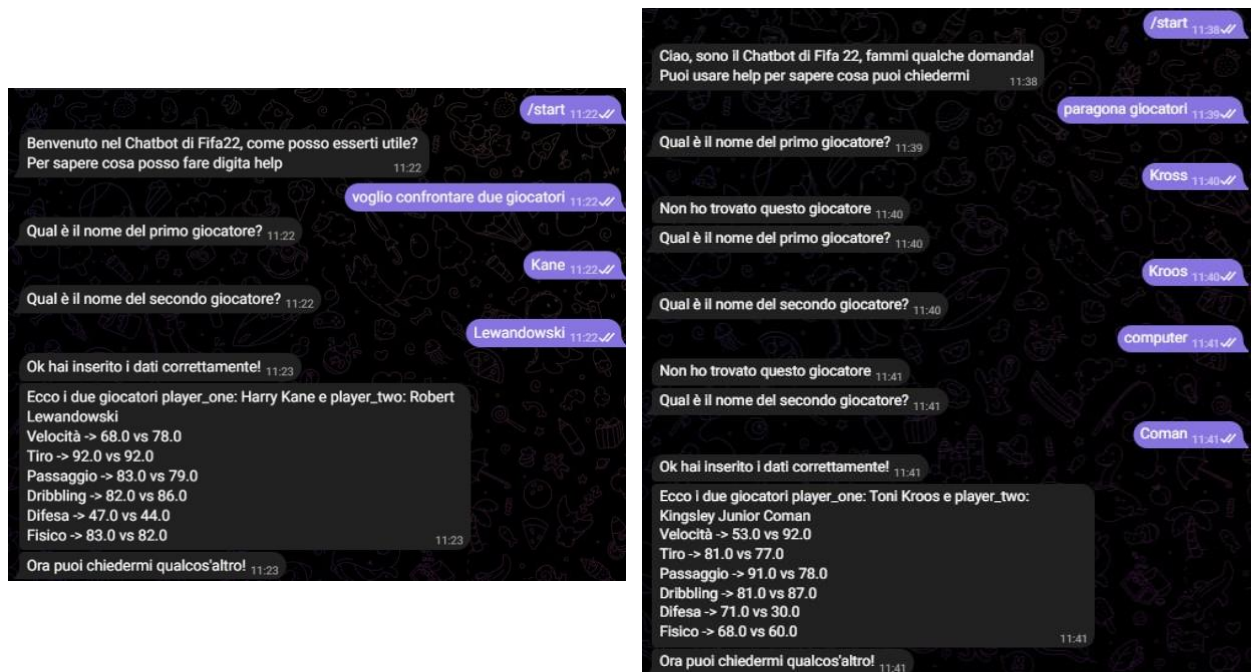 /start 11:22
Benvenuto nel Chatbot di Fifa22, come posso esserti utile?
Per sapere cosa posso fare digita help 11:22
voglio confrontare due giocatori 11:22
Qual è il nome del primo giocatore? 11:22
Kane 11:22
Qual è il nome del secondo giocatore? 11:22
Lewandowski 11:22
Ok hai inserito i dati correttamente! 11:23
Ecco i due giocatori player_one: Harry Kane e player_two: Robert
Lewandowski
Velocità -> 68.0 vs 78.0
Tiro -> 92.0 vs 92.0
Passaggio -> 83.0 vs 79.0
Dribbling -> 82.0 vs 86.0
Difesa -> 47.0 vs 44.0
Fisico -> 83.0 vs 82.0 11:23
Ora puoi chiedermi qualcos'altro! 11:23
/start 11:38
Ciao, sono il Chatbot di Fifa 22, fammi qualche domanda!
Puoi usare help per sapere cosa puoi chiedermi 11:38
paragona giocatori 11:39
Qual è il nome del primo giocatore? 11:39
Kross 11:40
Non ho trovato questo giocatore 11:40
Qual è il nome del primo giocatore? 11:40
Kroos 11:40
Qual è il nome del secondo giocatore? 11:40
computer 11:41
Non ho trovato questo giocatore 11:41
Qual è il nome del secondo giocatore? 11:41
Coman 11:41
Ok hai inserito i dati correttamente! 11:41
Ecco i due giocatori player_one: Toni Kroos e player_two:
Kingsley Junior Coman
Velocità -> 53.0 vs 92.0
Tiro -> 81.0 vs 77.0
Passaggio -> 91.0 vs 78.0
Dribbling -> 81.0 vs 87.0
Difesa -> 71.0 vs 30.0
Fisico -> 68.0 vs 60.0 11:41
Ora puoi chiedermi qualcos'altro! 11:41